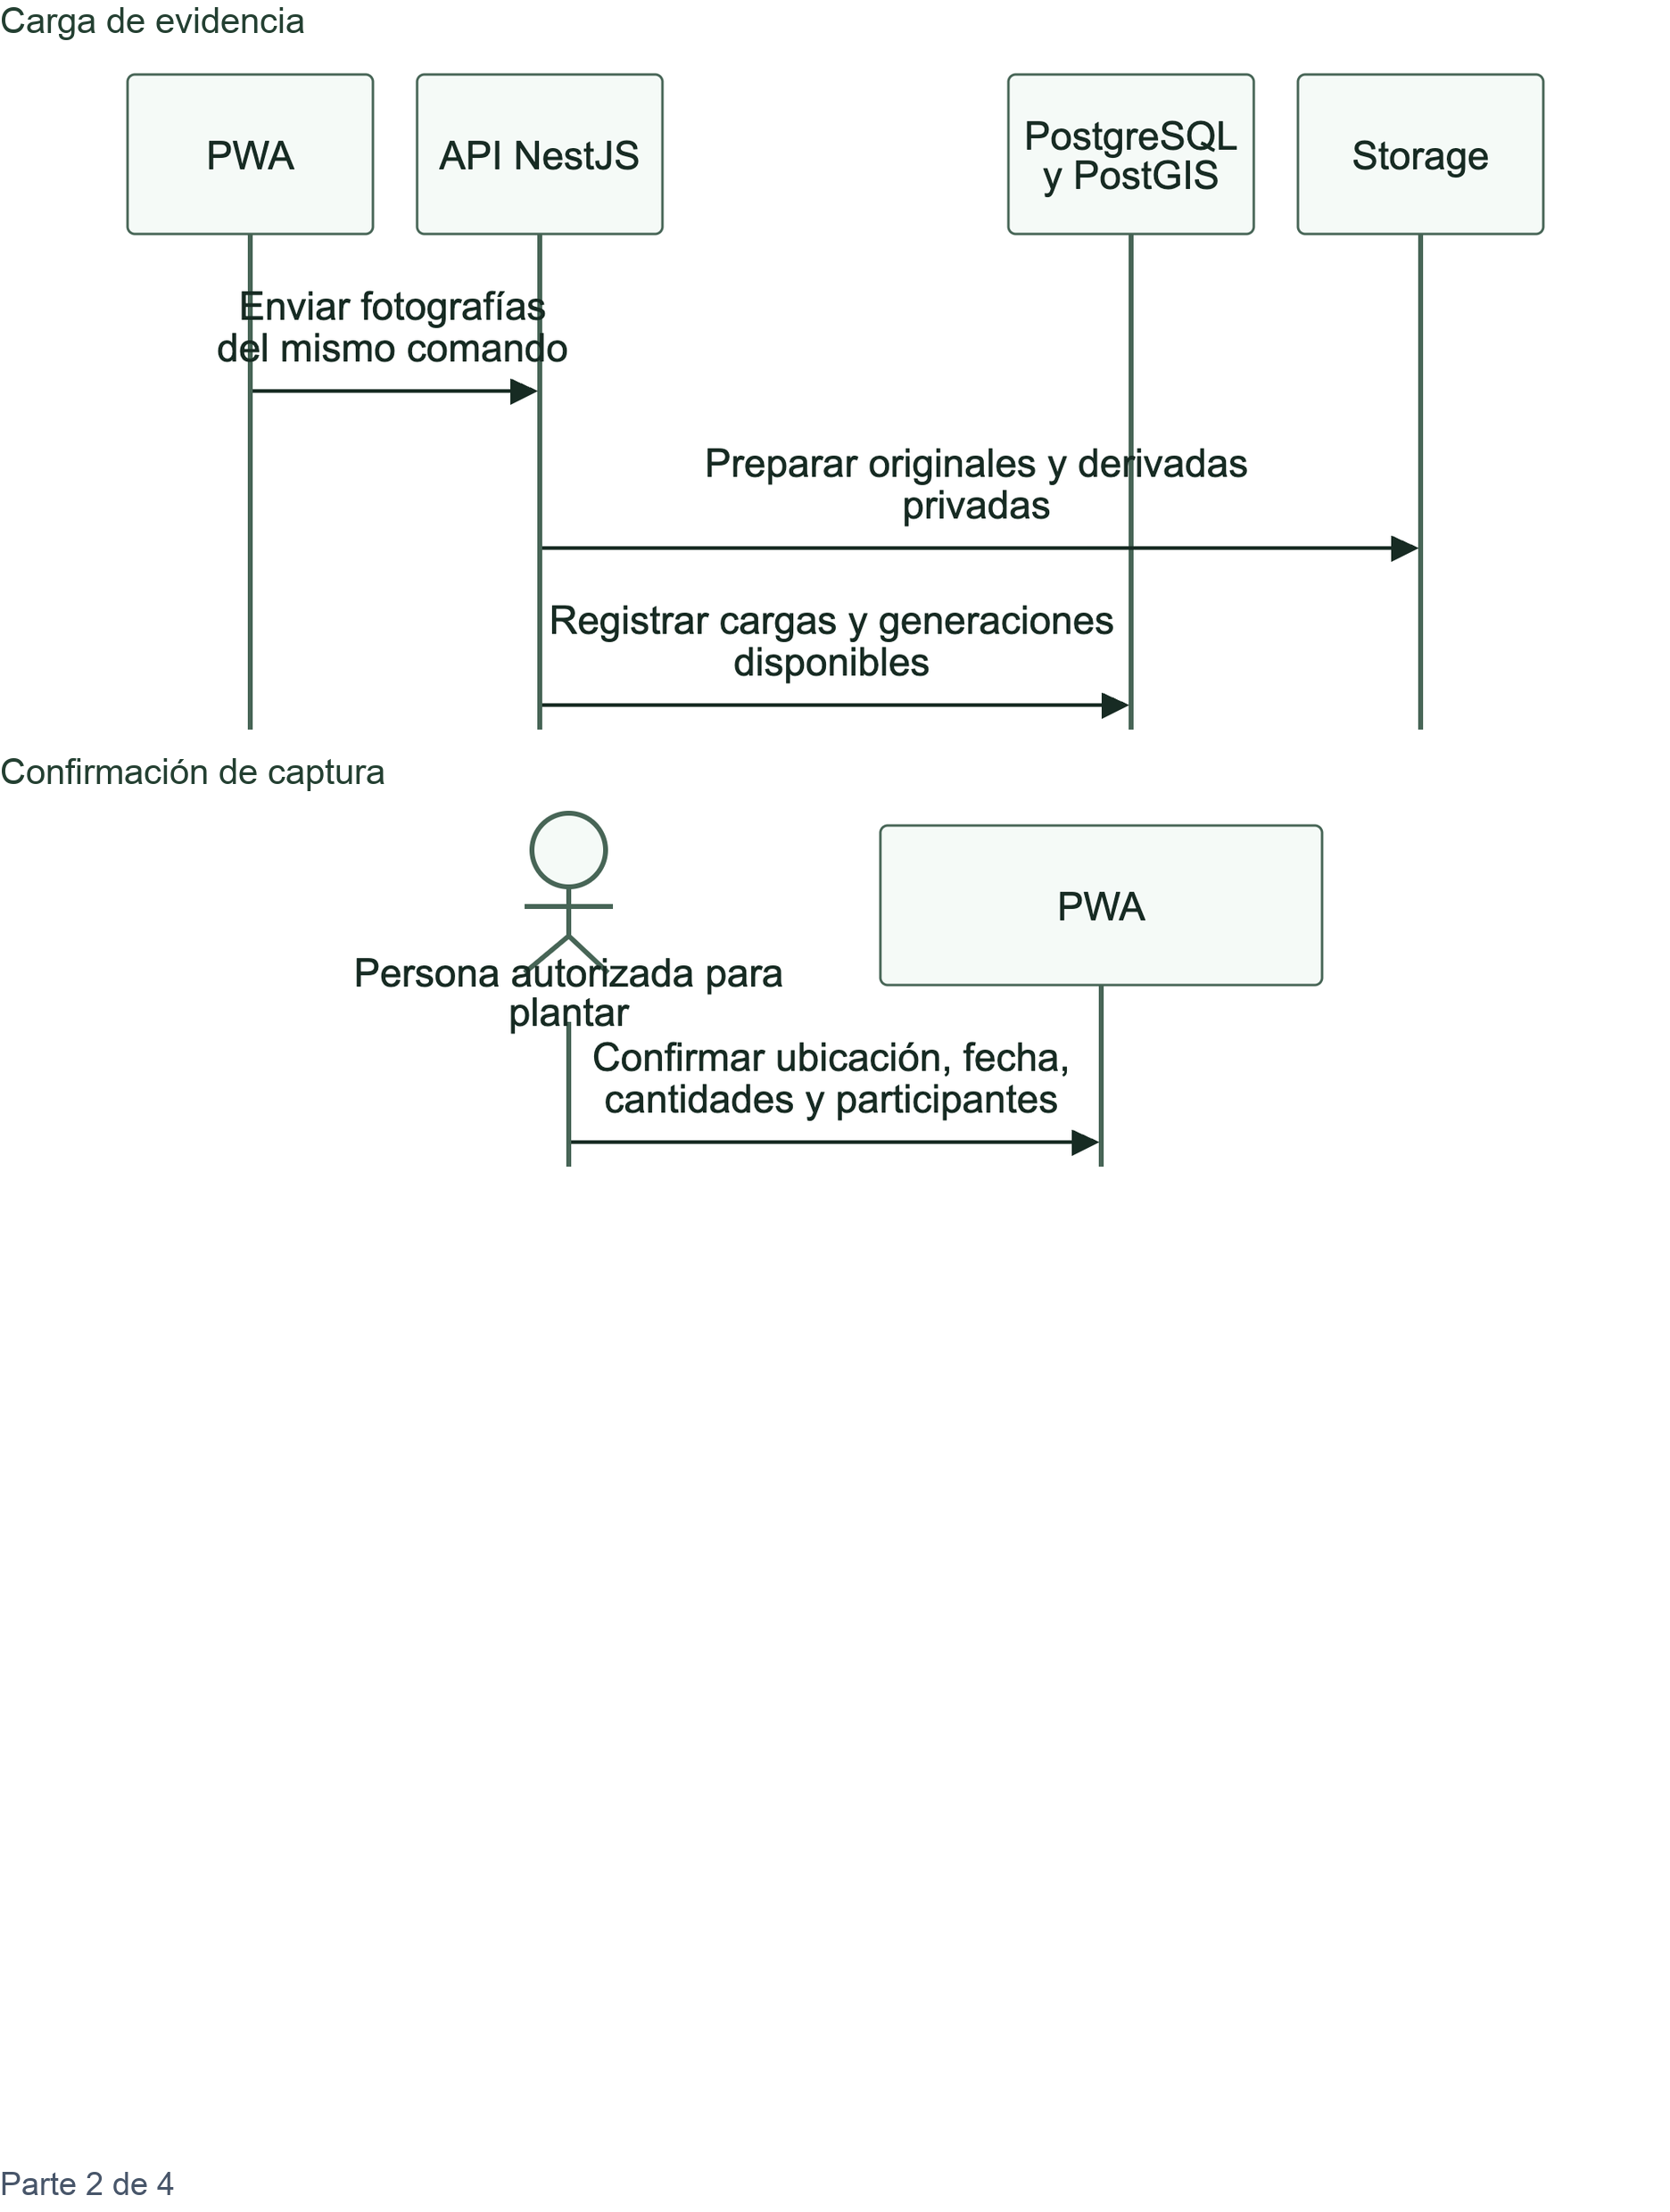 Carga de evidencia
PWA
API NestJS
PostgreSQL
y PostGIS
Storage
Enviar fotografías
del mismo comando
Preparar originales y derivadas
privadas
Registrar cargas y generaciones
disponibles
Confirmación de captura
Persona autorizada para
plantar
PWA
Confirmar ubicación, fecha,
cantidades y participantes
Parte 2 de 4